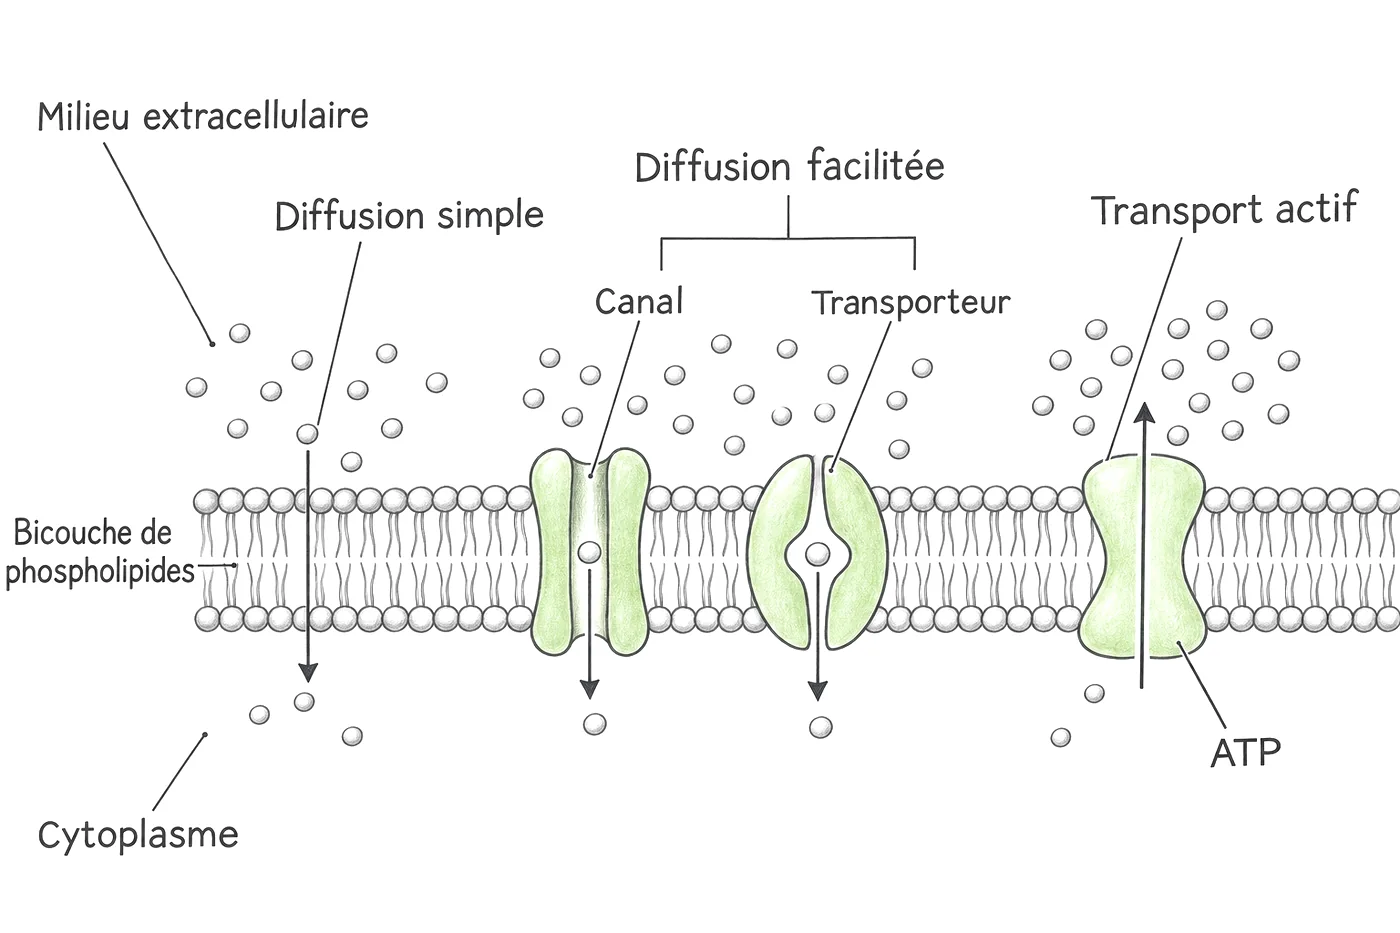 Milieu extracellulaire
Diffusion simple
Diffusion facilitée
Canal
Transporteur
Transport actif
Bicouche de
phospholipides
Cytoplasme
ATP